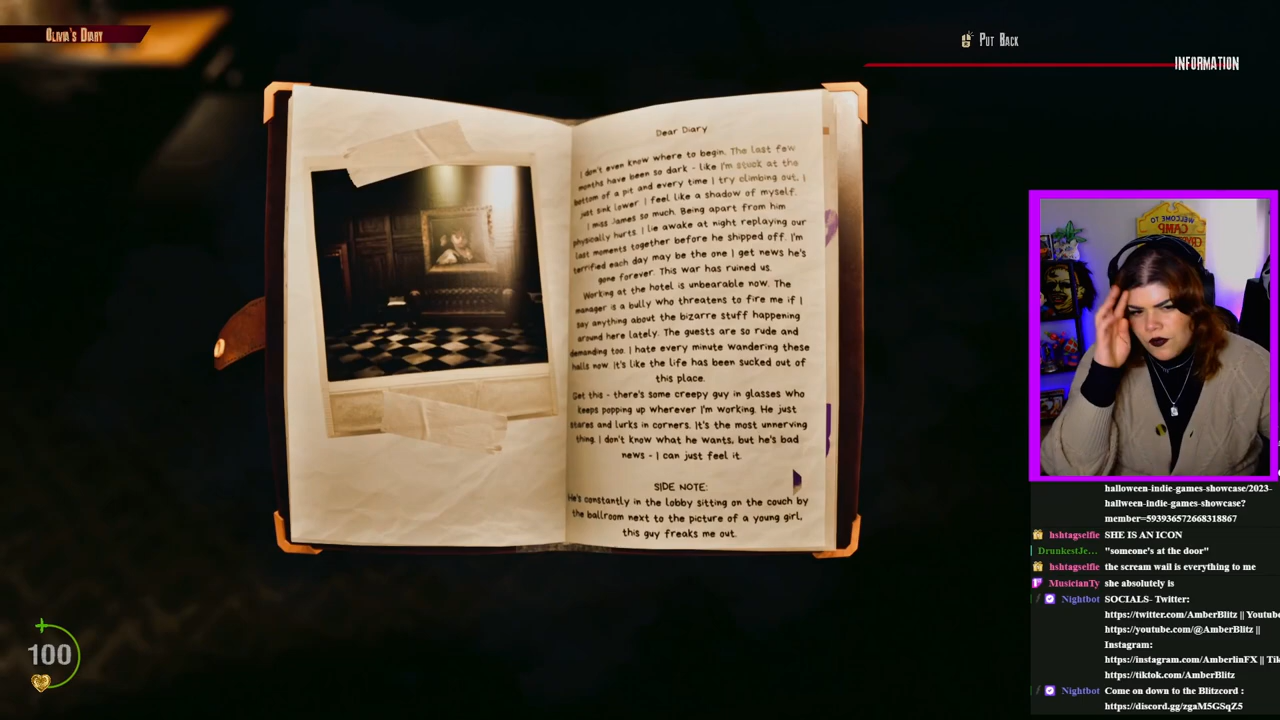 OLIVIA'S DIARY
PUT BACK
INFORMATION
Dear Diary
I don't even know where to begin. The last few
months have been so dark - like I'm stuck at the
bottom of a pit and every time I try climbing out, I
just sink lower. I feel like a shadow of myself.
I miss James so much. Being apart from him
physically hurts. I lie awake at night replaying our
last moments together before he shipped off. I'm
terrified each day may be the one I get news he's
gone forever. This war has ruined us.
Working at the hotel is unbearable now. The
manager is a bully who threatens to fire me if I
say anything about the bizarre stuff happening
around here lately. The guests are so rude and
demanding too. I hate every minute wandering these
halls now. It's like the life has been sucked out of
this place.
Get this - there's some creepy guy in glasses who
keeps popping up wherever I'm working. He just
stares and lurks in corners. It's the most unnerving
thing. I don't know what he wants, but he's bad
news - I can just feel it.
SIDE NOTE:
He's constantly in the lobby sitting on the couch by
the ballroom next to the picture of a young girl,
this guy freaks me out.
100
WELCOME TO
CAMP
halloween-indie-games-showcase/2023-
hallween-indie-games-showcase?
member=593936572668318867
hshtagselfie SHE IS AN ICON
DrunkestJe... "someone's at the door"
hshtagselfie the scream wail is everything to me
MusicianTy she absolutely is
Nightbot SOCIALS- Twitter:
https://twitter.com/AmberBlitz || Youtube
https://youtube.com/@AmberBlitz ||
Instagram:
https://instagram.com/AmberlinFX || Tik
https://tiktok.com/AmberBlitz
Nightbot Come on down to the Blitzcord :
https://discord.gg/zgaM5GSqZ5